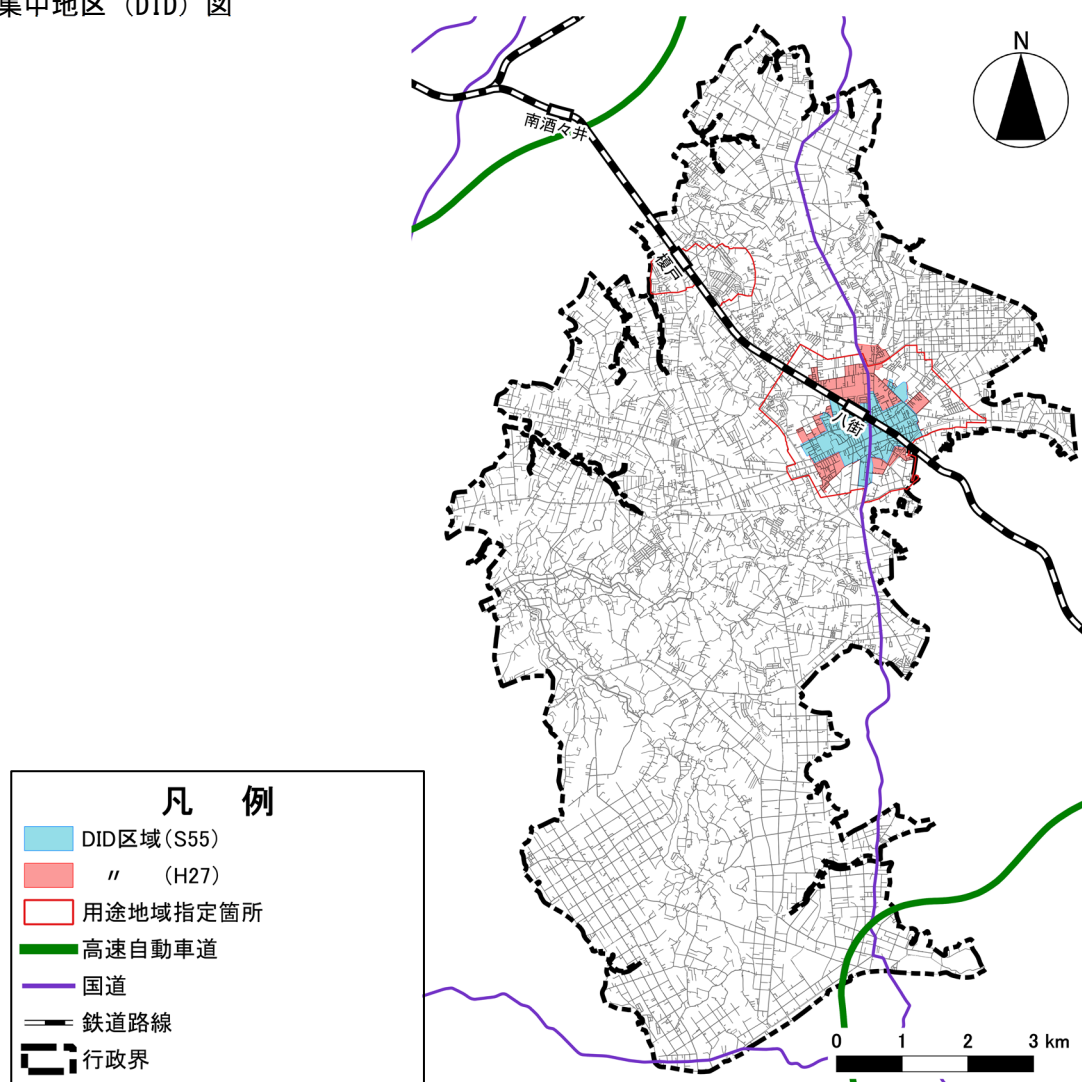 集中地区（DID）図
N
南酒々井
榎戸
八街
凡 例
DID区域（S55）
〃 （H27）
用途地域指定箇所
高速自動車道
国道
鉄道路線
行政界
0 1 2 3 km